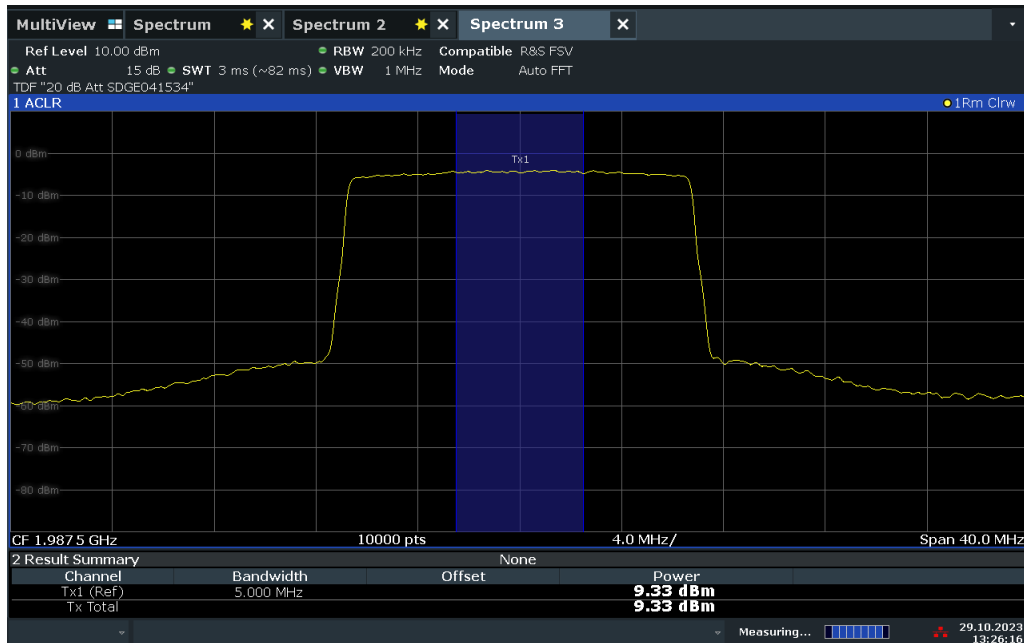 MultiView Spectrum Spectrum 2 Spectrum 3
Ref Level 10.00 dBm RBW 200 kHz Compatible R&S FSV
Att 15 dB SWT 3 ms (~82 ms) VBW 1 MHz Mode Auto FFT
TDF "20 dB Att SDGE041534"
1 ACLR 1Rm Clrw
0 dBm
Tx1
-10 dBm
-20 dBm
-30 dBm
-40 dBm
-50 dBm
-60 dBm
-70 dBm
-80 dBm
CF 1.9875 GHz 10000 pts 4.0 MHz/ Span 40.0 MHz
2 Result Summary None
Channel Bandwidth Offset Power
Tx1 (Ref) 5.000 MHz 9.33 dBm
Tx Total 9.33 dBm
Measuring... 29.10.2023
13:26:16